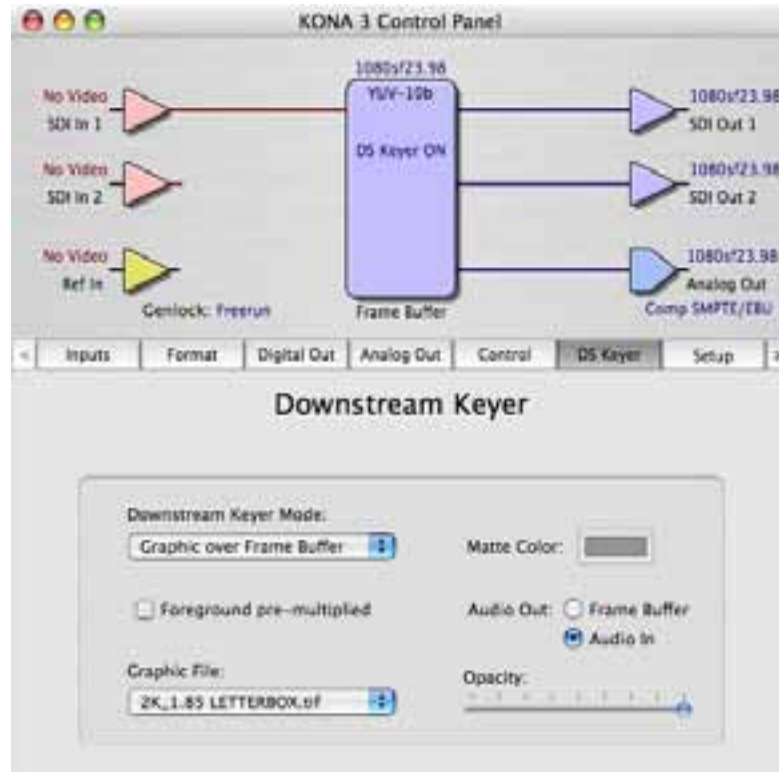 KONA 3 Control Panel
1080sf23.98
YUV-10b
DS Keyer ON
Frame Buffer
No Video
SDI In 1
No Video
SDI In 2
No Video
Ref In
Genlock: Freerun
1080sf23.98
SDI Out 1
1080sf23.98
SDI Out 2
1080sf23.98
Analog Out
Comp SMPTE/EBU
Inputs
Format
Digital Out
Analog Out
Control
DS Keyer
Setup
Downstream Keyer
Downstream Keyer Mode:
Graphic over Frame Buffer
Matte Color:
Foreground pre-multiplied
Audio Out:
Frame Buffer
Audio In
Graphic File:
2K_1.85 LETTERBOX.tif
Opacity: